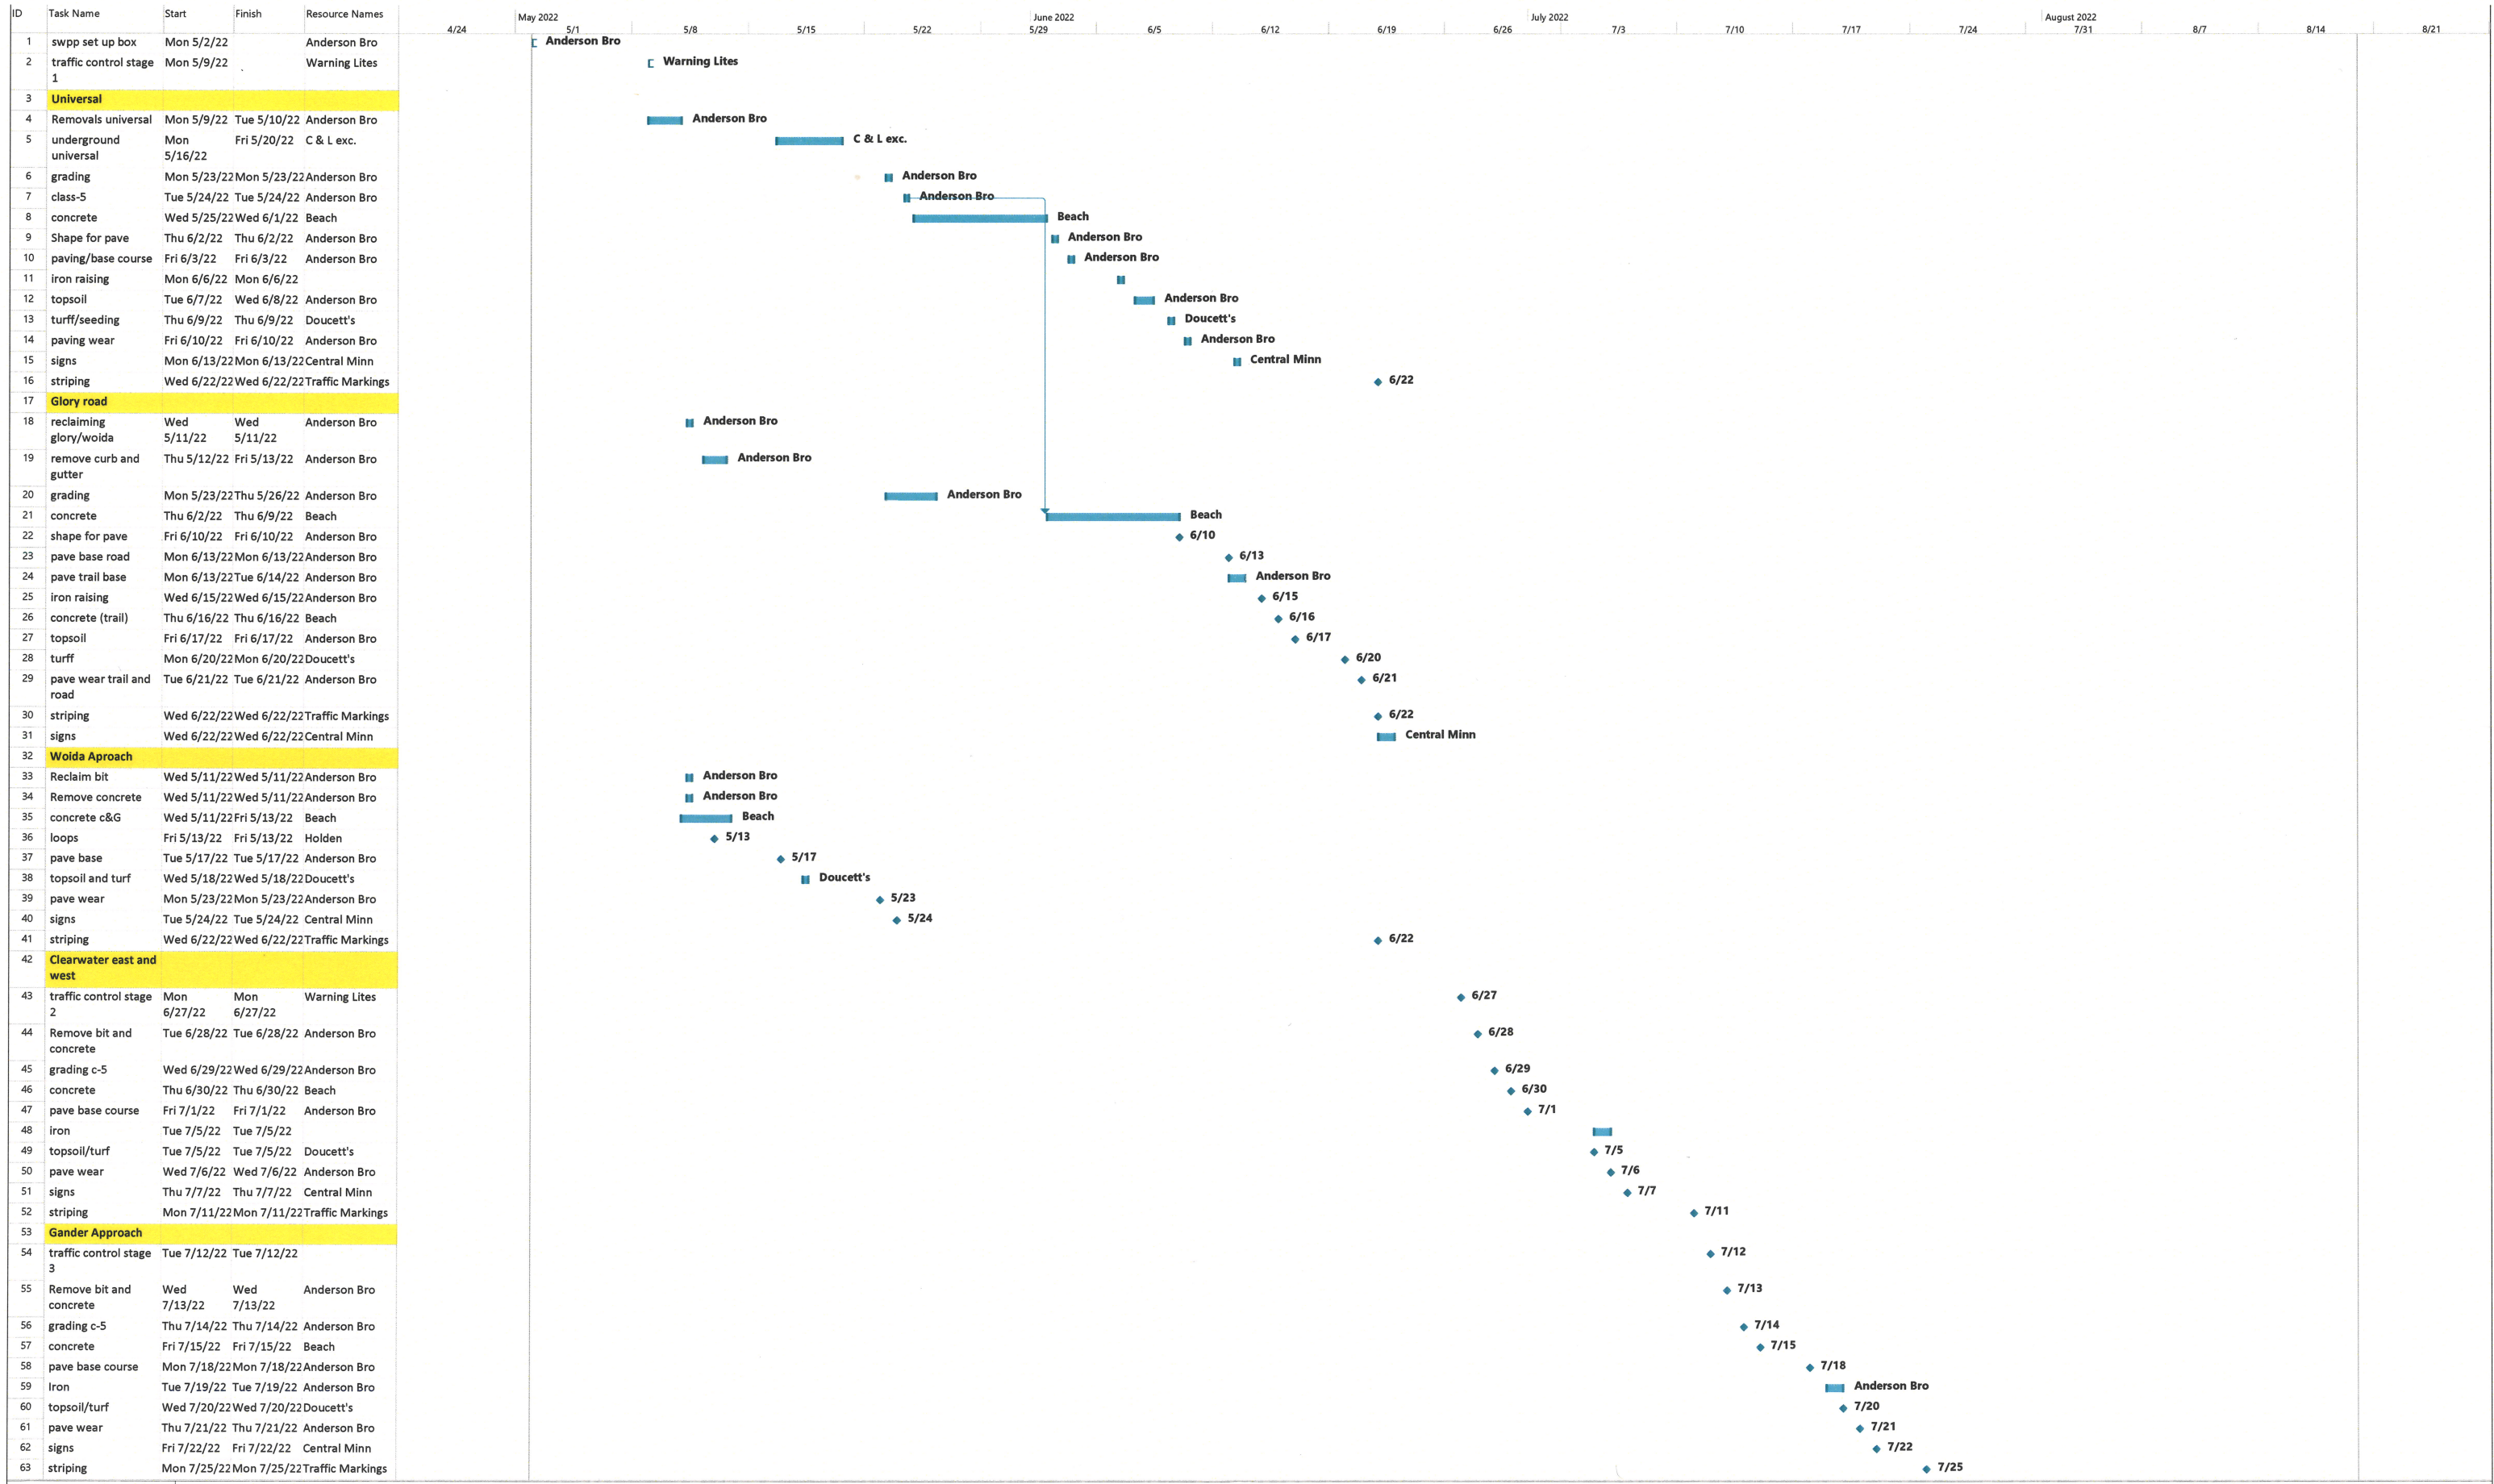 ID Task Name Start Finish Resource Names May 2022 June 2022 July 2022 August 2022
4/24 5/1 5/8 5/15 5/22 5/29 6/5 6/12 6/19 6/26 7/3 7/10 7/17 7/24 7/31 8/7 8/14 8/21
1 swpp set up box Mon 5/2/22 Anderson Bro Anderson Bro
2 traffic control stage Mon 5/9/22 Warning Lites Warning Lites
1
3 Universal
4 Removals universal Mon 5/9/22 Tue 5/10/22 Anderson Bro Anderson Bro
5 underground Mon Fri 5/20/22 C & L exc. C & L exc.
universal 5/16/22
6 grading Mon 5/23/22 Mon 5/23/22 Anderson Bro Anderson Bro
7 class-5 Tue 5/24/22 Tue 5/24/22 Anderson Bro Anderson Bro
8 concrete Wed 5/25/22 Wed 6/1/22 Beach Beach
9 Shape for pave Thu 6/2/22 Thu 6/2/22 Anderson Bro Anderson Bro
10 paving/base course Fri 6/3/22 Fri 6/3/22 Anderson Bro Anderson Bro
11 iron raising Mon 6/6/22 Mon 6/6/22
12 topsoil Tue 6/7/22 Wed 6/8/22 Anderson Bro Anderson Bro
13 turff/seeding Thu 6/9/22 Thu 6/9/22 Doucett's Doucett's
14 paving wear Fri 6/10/22 Fri 6/10/22 Anderson Bro Anderson Bro
15 signs Mon 6/13/22 Mon 6/13/22 Central Minn Central Minn
16 striping Wed 6/22/22 Wed 6/22/22 Traffic Markings 6/22
17 Glory road
18 reclaiming Wed Wed Anderson Bro Anderson Bro
glory/woida 5/11/22 5/11/22
19 remove curb and Thu 5/12/22 Fri 5/13/22 Anderson Bro Anderson Bro
gutter
20 grading Mon 5/23/22 Thu 5/26/22 Anderson Bro Anderson Bro
21 concrete Thu 6/2/22 Thu 6/9/22 Beach Beach
22 shape for pave Fri 6/10/22 Fri 6/10/22 Anderson Bro 6/10
23 pave base road Mon 6/13/22 Mon 6/13/22 Anderson Bro 6/13
24 pave trail base Mon 6/13/22 Tue 6/14/22 Anderson Bro Anderson Bro
25 iron raising Wed 6/15/22 Wed 6/15/22 Anderson Bro 6/15
26 concrete (trail) Thu 6/16/22 Thu 6/16/22 Beach 6/16
27 topsoil Fri 6/17/22 Fri 6/17/22 Anderson Bro 6/17
28 turff Mon 6/20/22 Mon 6/20/22 Doucett's 6/20
29 pave wear trail and Tue 6/21/22 Tue 6/21/22 Anderson Bro 6/21
road
30 striping Wed 6/22/22 Wed 6/22/22 Traffic Markings 6/22
31 signs Wed 6/22/22 Wed 6/22/22 Central Minn Central Minn
32 Woida Aproach
33 Reclaim bit Wed 5/11/22 Wed 5/11/22 Anderson Bro Anderson Bro
34 Remove concrete Wed 5/11/22 Wed 5/11/22 Anderson Bro Anderson Bro
35 concrete c&G Wed 5/11/22 Fri 5/13/22 Beach Beach
36 loops Fri 5/13/22 Fri 5/13/22 Holden 5/13
37 pave base Tue 5/17/22 Tue 5/17/22 Anderson Bro 5/17
38 topsoil and turf Wed 5/18/22 Wed 5/18/22 Doucett's Doucett's
39 pave wear Mon 5/23/22 Mon 5/23/22 Anderson Bro 5/23
40 signs Tue 5/24/22 Tue 5/24/22 Central Minn 5/24
41 striping Wed 6/22/22 Wed 6/22/22 Traffic Markings 6/22
42 Clearwater east and
west
43 traffic control stage Mon Mon Warning Lites 6/27
2 6/27/22 6/27/22
44 Remove bit and Tue 6/28/22 Tue 6/28/22 Anderson Bro 6/28
concrete
45 grading c-5 Wed 6/29/22 Wed 6/29/22 Anderson Bro 6/29
46 concrete Thu 6/30/22 Thu 6/30/22 Beach 6/30
47 pave base course Fri 7/1/22 Fri 7/1/22 Anderson Bro 7/1
48 iron Tue 7/5/22 Tue 7/5/22
49 topsoil/turf Tue 7/5/22 Tue 7/5/22 Doucett's 7/5
50 pave wear Wed 7/6/22 Wed 7/6/22 Anderson Bro 7/6
51 signs Thu 7/7/22 Thu 7/7/22 Central Minn 7/7
52 striping Mon 7/11/22 Mon 7/11/22 Traffic Markings 7/11
53 Gander Approach
54 traffic control stage Tue 7/12/22 Tue 7/12/22 7/12
3
55 Remove bit and Wed Wed Anderson Bro 7/13
concrete 7/13/22 7/13/22
56 grading c-5 Thu 7/14/22 Thu 7/14/22 Anderson Bro 7/14
57 concrete Fri 7/15/22 Fri 7/15/22 Beach 7/15
58 pave base course Mon 7/18/22 Mon 7/18/22 Anderson Bro 7/18
59 Iron Tue 7/19/22 Tue 7/19/22 Anderson Bro Anderson Bro
60 topsoil/turf Wed 7/20/22 Wed 7/20/22 Doucett's 7/20
61 pave wear Thu 7/21/22 Thu 7/21/22 Anderson Bro 7/21
62 signs Fri 7/22/22 Fri 7/22/22 Central Minn 7/22
63 striping Mon 7/25/22 Mon 7/25/22 Traffic Markings 7/25